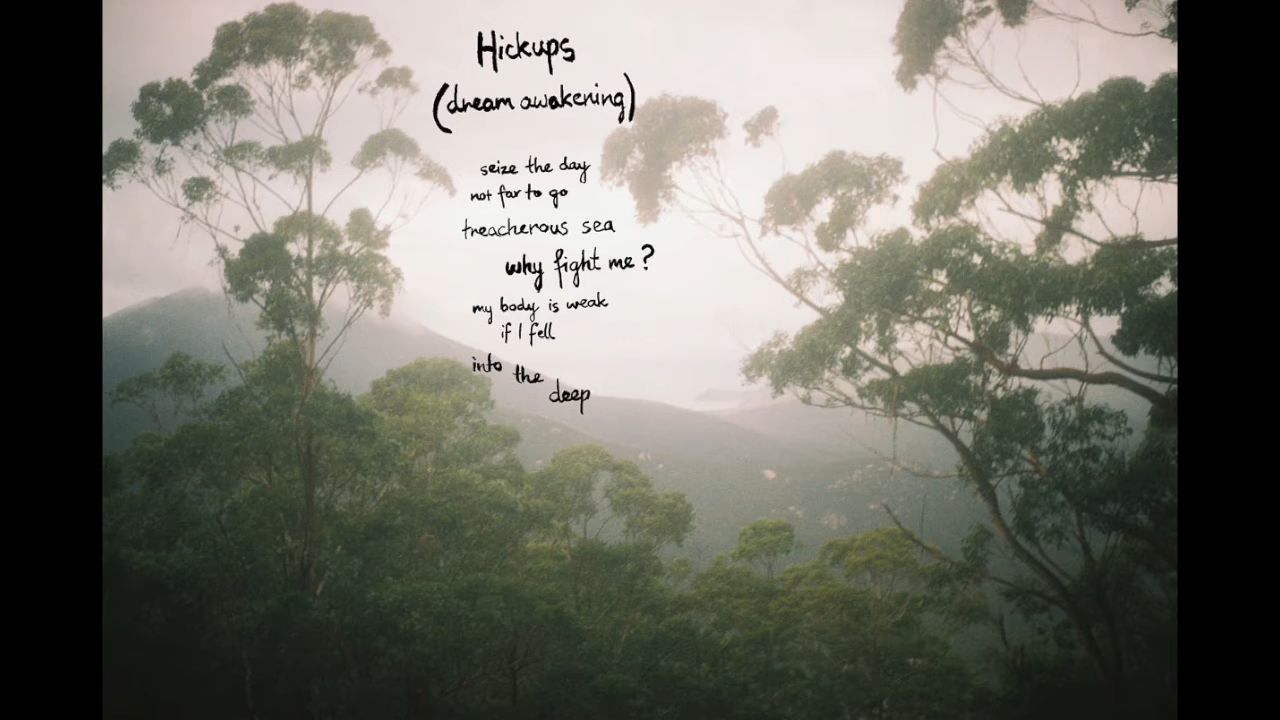 Hickups
(dream awakening)
seize the day
not far to go
treacherous sea
why fight me?
my body is weak
if I fell
into the
deep